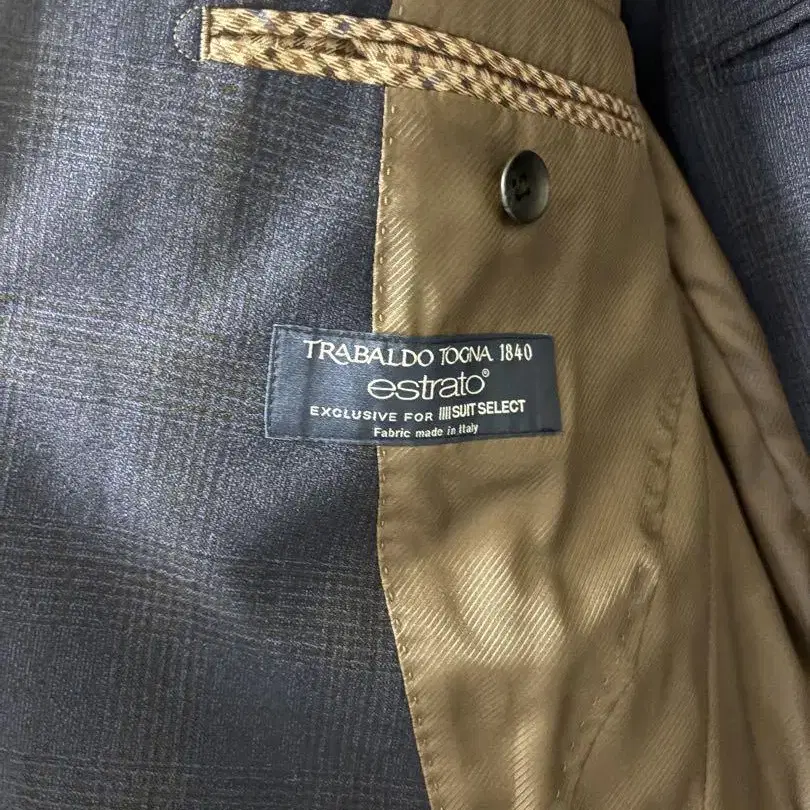 TRABALDO TOGNA 1840
estrato®
EXCLUSIVE FOR SUIT SELECT
Fabric made in Italy